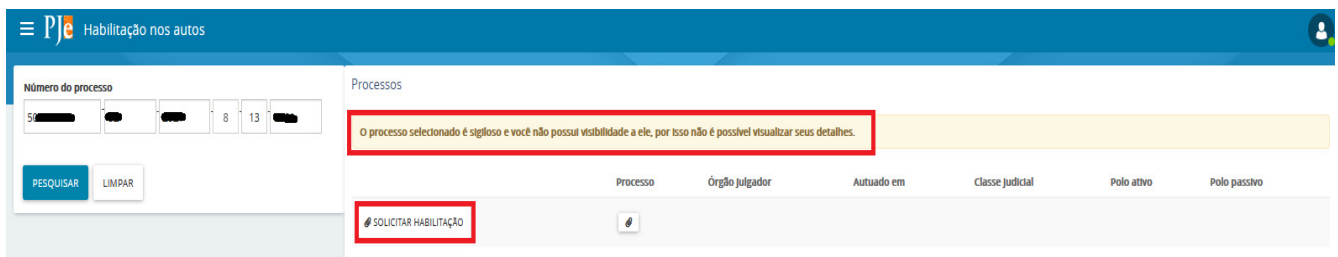 PJe Habilitação nos autos
Número do processo
8 13
PESQUISAR LIMPAR
Processos
O processo selecionado é sigiloso e você não possui visibilidade a ele, por isso não é possível visualizar seus detalhes.
Processo Órgão Julgador Autuado em Classe Judicial Polo ativo Polo passivo
SOLICITAR HABILITAÇÃO